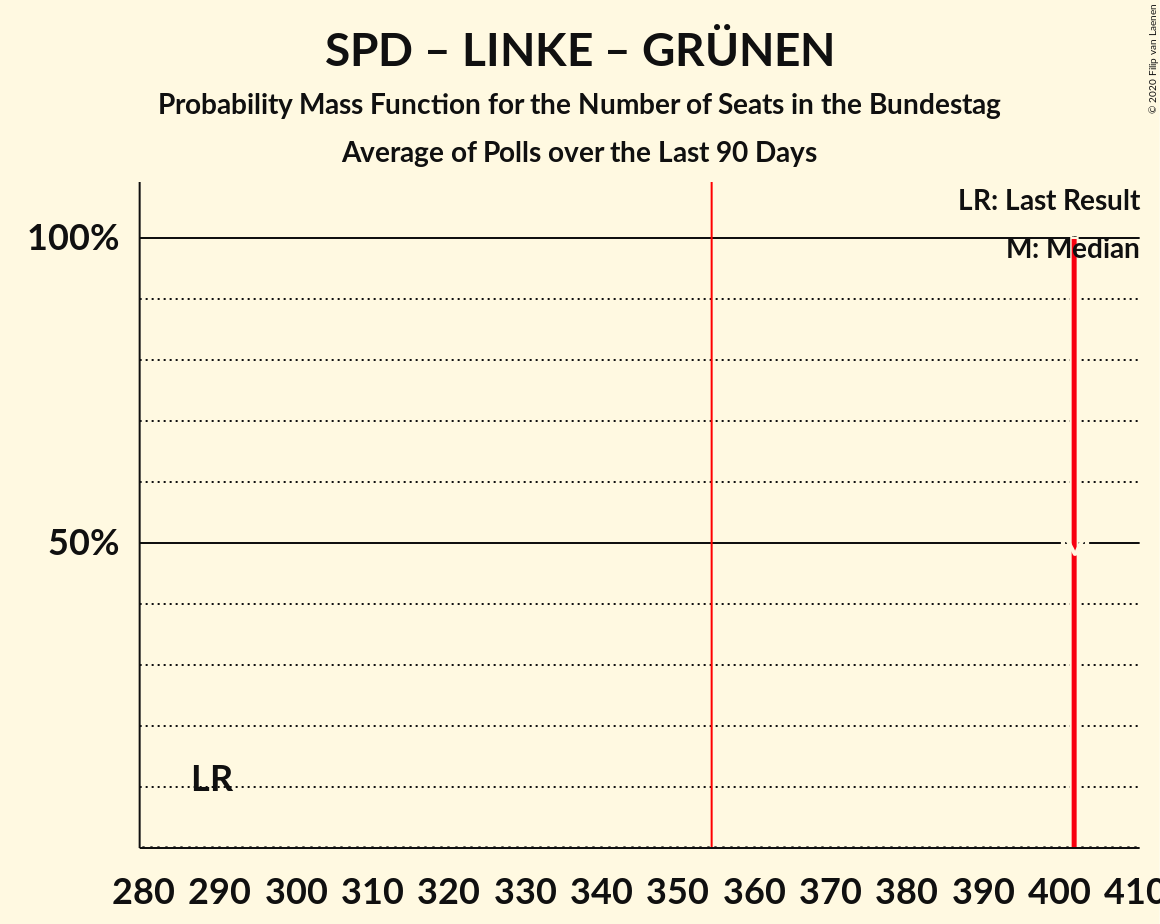 SPD – LINKE – GRÜNEN
Probability Mass Function for the Number of Seats in the Bundestag
Average of Polls over the Last 90 Days
© 2020 Filip van Laenen
LR: Last Result
M: Median
100%
50%
M
LR
280 290 300 310 320 330 340 350 360 370 380 390 400 410